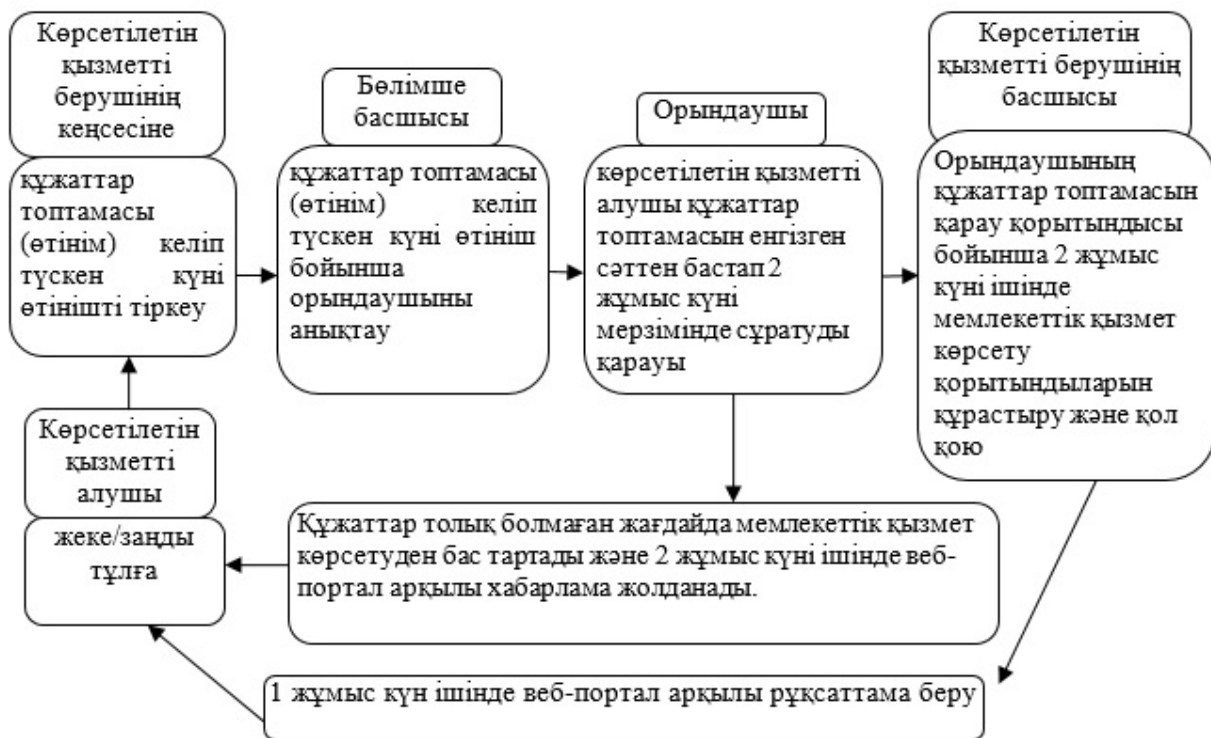 Көрсетілетін
қызметті
берушінің
кеңсесіне
құжаттар
топтамасы
(өтінім) келіп
түскен күні
өтінішті тіркеу
Бөлімше
басшысы
құжаттар топтамасы
(өтінім) келіп
түскен күні өтініш
бойынша
орындаушыны
анықтау
Орындаушы
көрсетілетін қызметті
алушы құжаттар
топтамасын енгізген
сәттен бастап 2
жұмыс күні
мерзімінде сұратуды
қарауы
Көрсетілетін
қызметті берушінің
басшысы
Орындаушының
құжаттар топтамасын
қарау қорытындысы
бойынша 2 жұмыс
күні ішінде
мемлекеттік қызмет
көрсету
қорытындыларын
құрастыру және қол
қою
Көрсетілетін
қызметті
алушы
жеке/заңды
тұлға
Құжаттар толық болмаған жағдайда мемлекеттік қызмет
көрсетуден бас тартады және 2 жұмыс күні ішінде веб-
портал арқылы хабарлама жолданады.
1 жұмыс күн ішінде веб-портал арқылы рұқсаттама беру